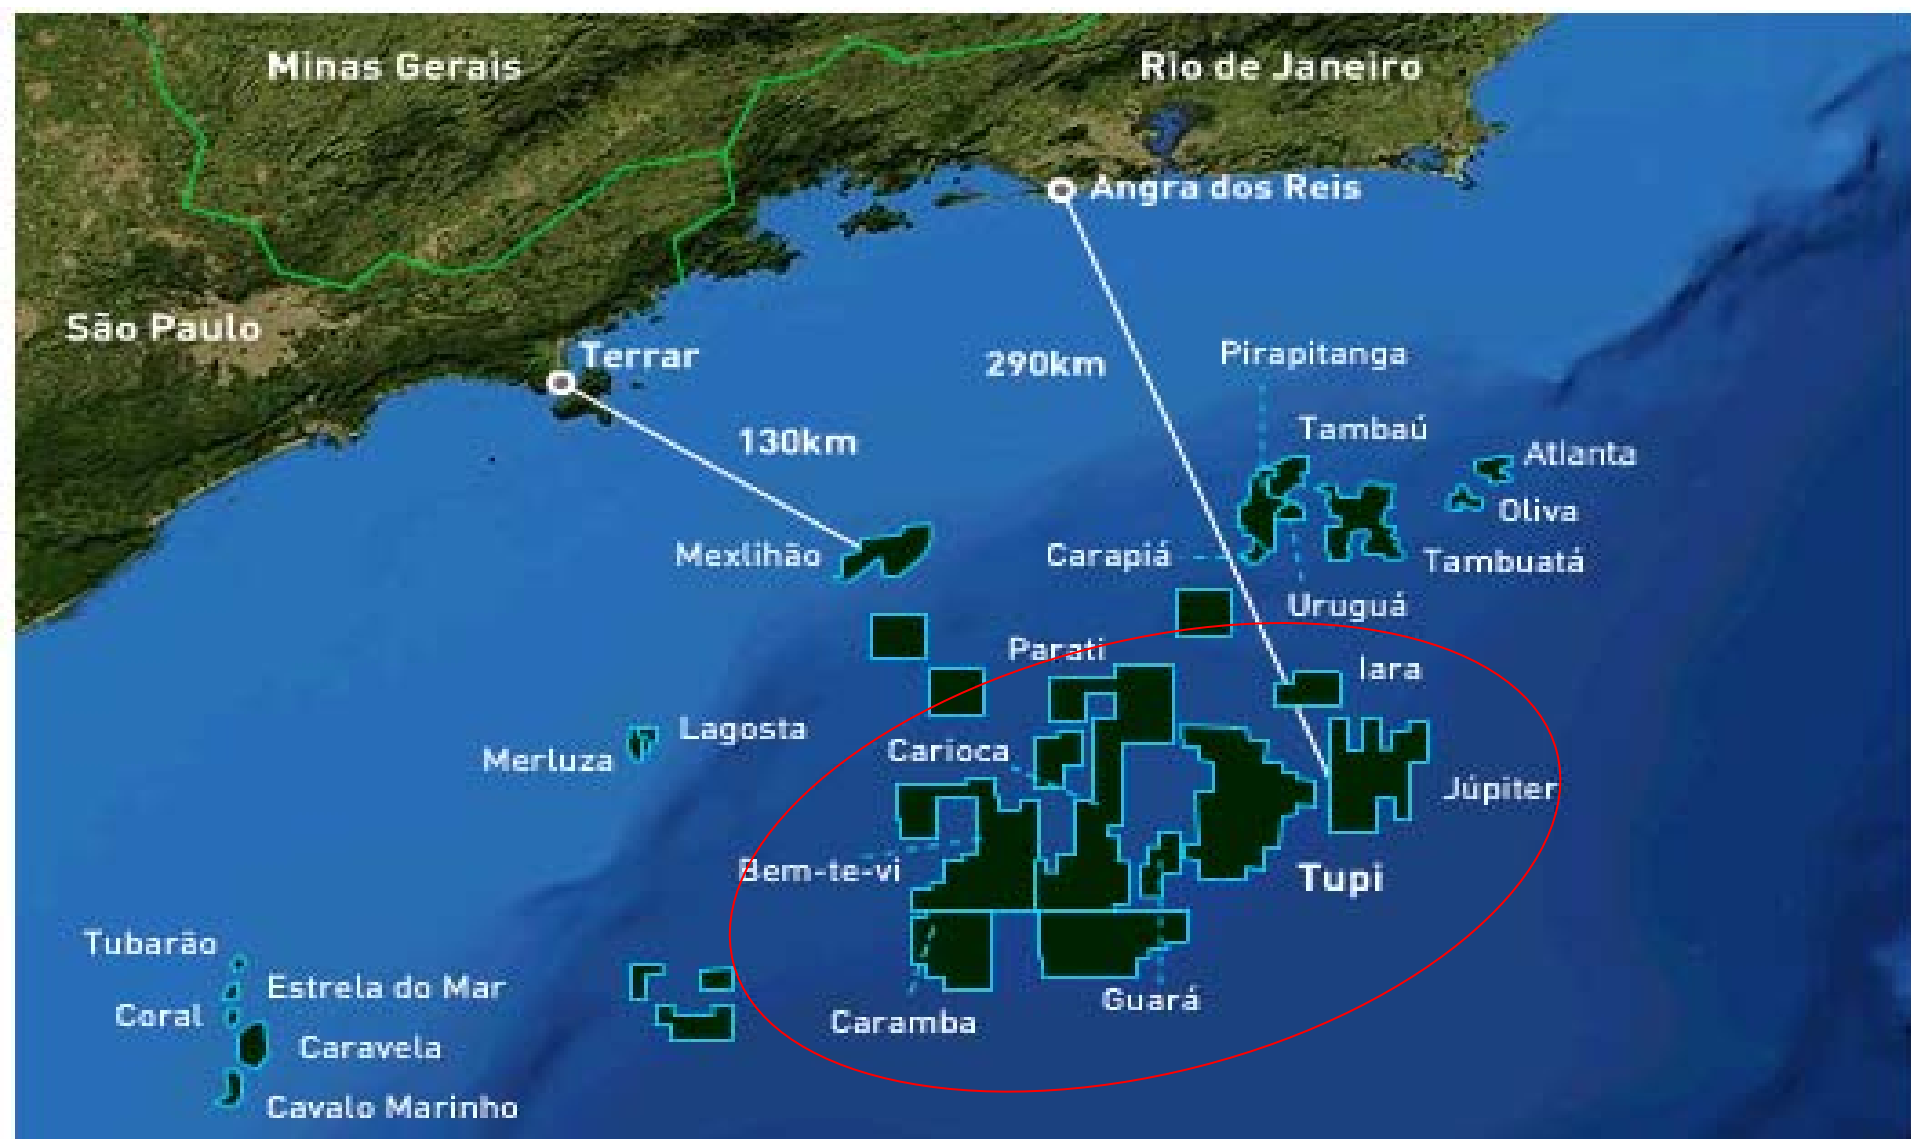 Minas Gerais
Rio de Janeiro
Angra dos Reis
São Paulo
Terrar
290km
Pirapitanga
130km
Tambaú
Atlanta
Oliva
Mexlihão
Carapiá
Tambuatá
Uruguá
Parati
Iara
Lagosta
Merluza
Carioca
Júpiter
Bem-te-vi
Tupi
Tubarão
Estrela do Mar
Coral
Guará
Caramba
Caravela
Cavalo Marinho